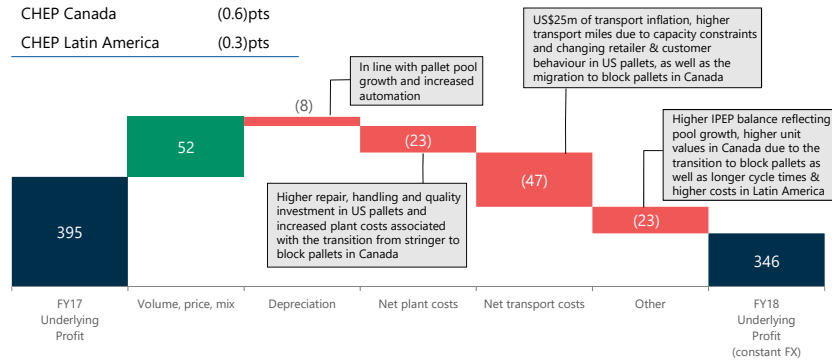 CHEP Canada (0.6)pts
CHEP Latin America (0.3)pts
US$25m of transport inflation, higher
transport miles due to capacity constraints
and changing retailer & customer
behaviour in US pallets, as well as the
migration to block pallets in Canada
In line with pallet pool
growth and increased
automation
(8)
Higher IPEP balance reflecting
pool growth, higher unit
values in Canada due to the
transition to block pallets as
well as longer cycle times &
higher costs in Latin America
52
(23)
(47)
Higher repair, handling and quality
investment in US pallets and
increased plant costs associated
with the transition from stringer to
block pallets in Canada
(23)
395
346
FY17
Underlying
Profit
Volume, price, mix
Depreciation
Net plant costs
Net transport costs
Other
FY18
Underlying
Profit
(constant FX)